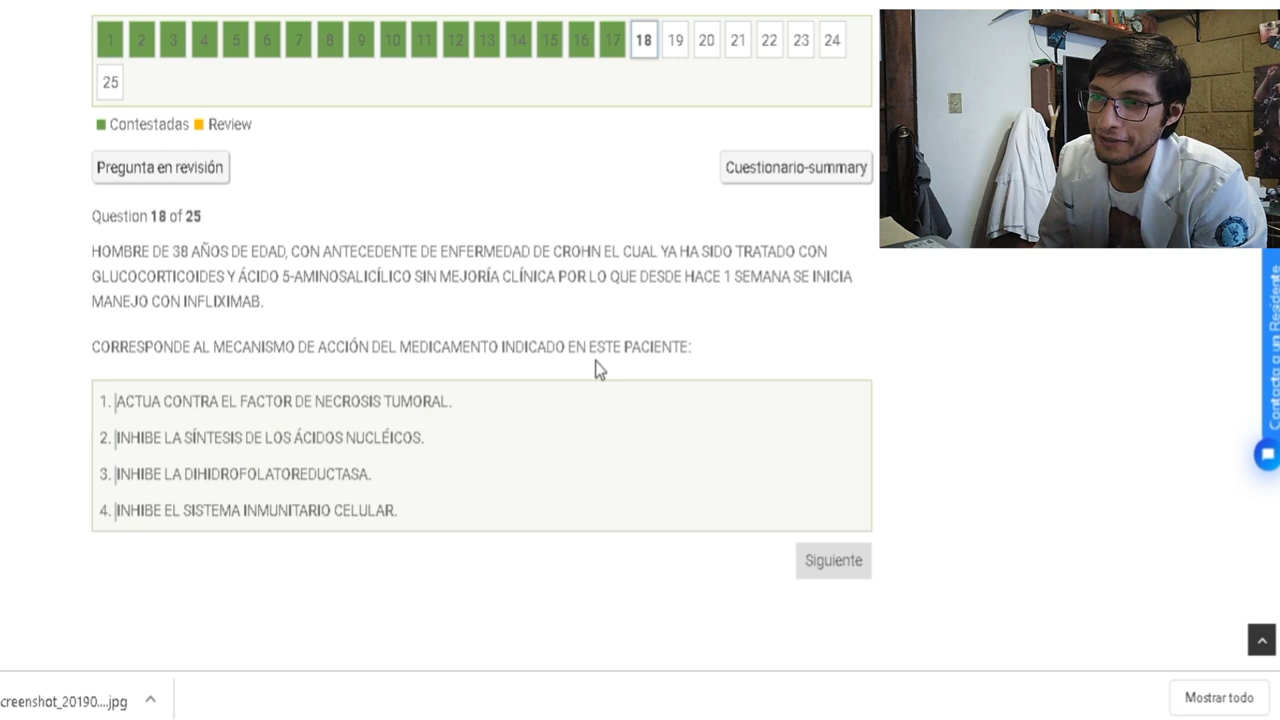 1 2 3 4 5 6 7 8 9 10 11 12 13 14 15 16 17 18 19 20 21 22 23 24
25
Contestadas Review
Pregunta en revisión Cuestionario-summary
Question 18 of 25
HOMBRE DE 38 AÑOS DE EDAD, CON ANTECEDENTE DE ENFERMEDAD DE CROHN EL CUAL YA HA SIDO TRATADO CON
GLUCOCORTICOIDES Y ÁCIDO 5-AMINOSALICÍLICO SIN MEJORÍA CLÍNICA POR LO QUE DESDE HACE 1 SEMANA SE INICIA
MANEJO CON INFLIXIMAB.
CORRESPONDE AL MECANISMO DE ACCIÓN DEL MEDICAMENTO INDICADO EN ESTE PACIENTE:
1. ACTUA CONTRA EL FACTOR DE NECROSIS TUMORAL.
2. INHIBE LA SÍNTESIS DE LOS ÁCIDOS NUCLÉICOS.
3. INHIBE LA DIHIDROFOLATOREDUCTASA.
4. INHIBE EL SISTEMA INMUNITARIO CELULAR.
Siguiente
Contacta a un Residente
creenshot_20190....jpg
Mostrar todo